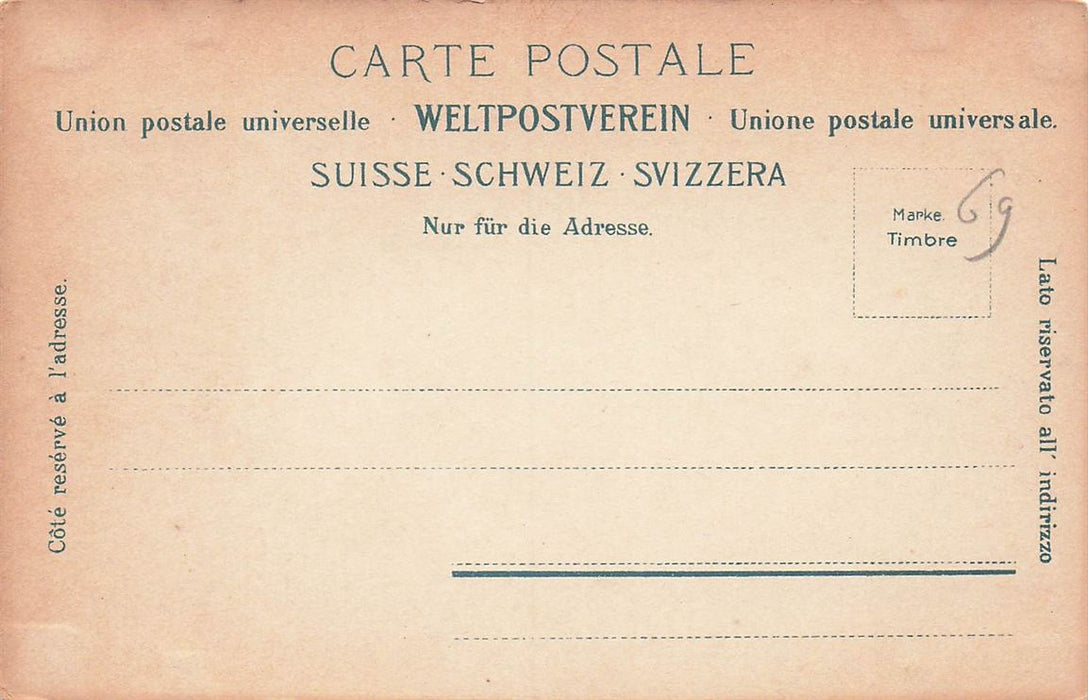 CARTE POSTALE
Union postale universelle · WELTPOSTVEREIN · Unione postale universale.
SUISSE · SCHWEIZ · SVIZZERA
Nur für die Adresse.
Marke.
Timbre
69
Côté resérvé à l'adresse.
Lato riservato all' indirizzo